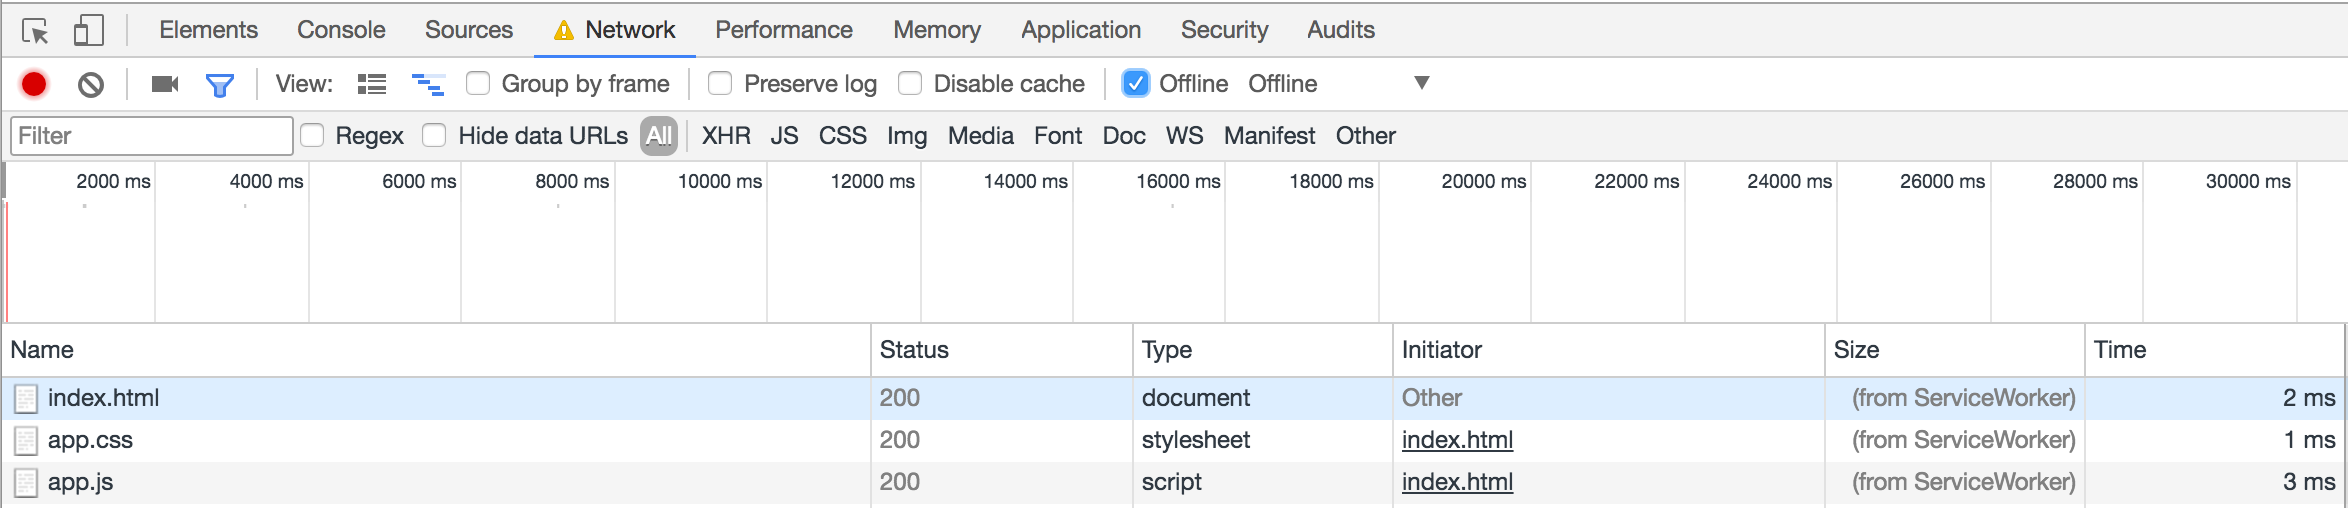 Elements Console Sources Network Performance Memory Application Security Audits
View: Group by frame Preserve log Disable cache Offline Offline
Filter Regex Hide data URLs All XHR JS CSS Img Media Font Doc WS Manifest Other
2000 ms 4000 ms 6000 ms 8000 ms 10000 ms 12000 ms 14000 ms 16000 ms 18000 ms 20000 ms 22000 ms 24000 ms 26000 ms 28000 ms 30000 ms
Name Status Type Initiator Size Time
index.html 200 document Other (from ServiceWorker) 2 ms
app.css 200 stylesheet index.html (from ServiceWorker) 1 ms
app.js 200 script index.html (from ServiceWorker) 3 ms